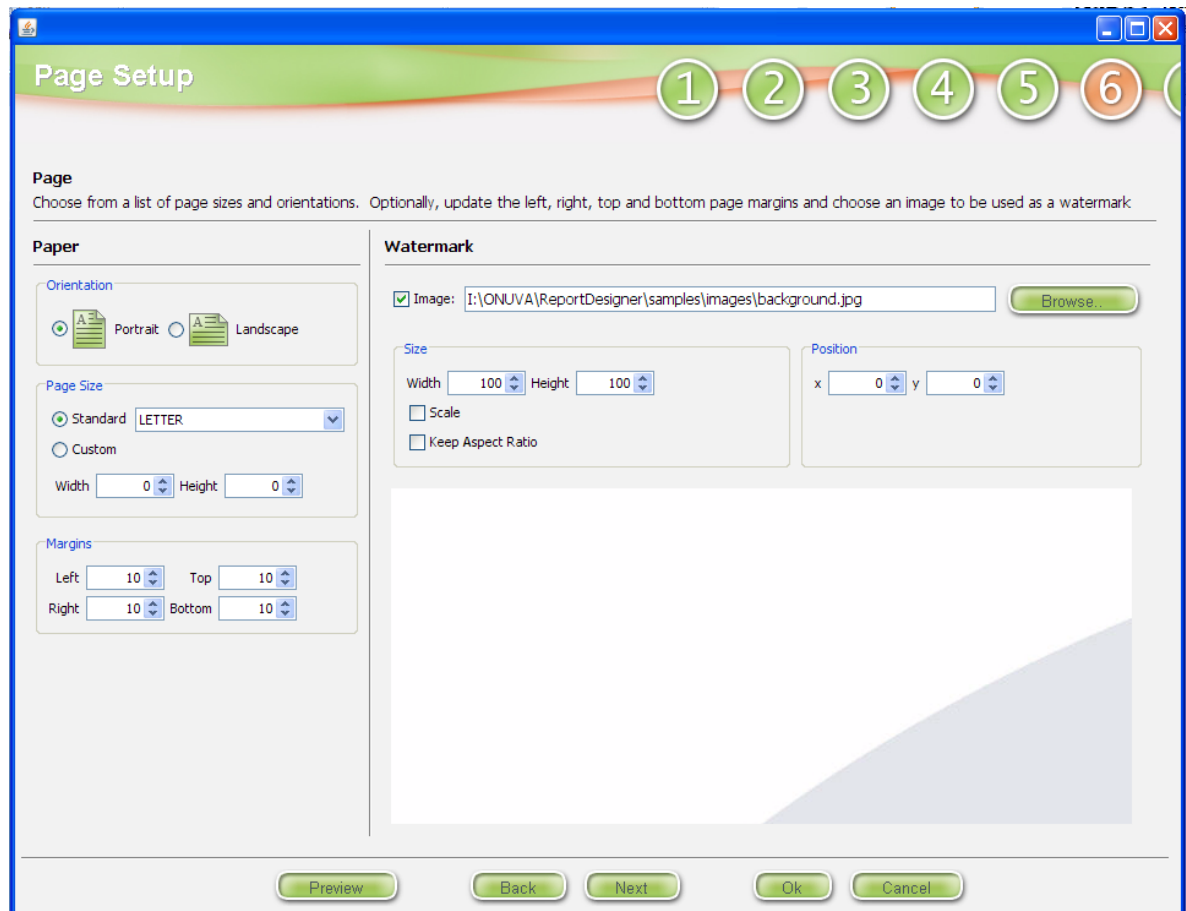 Page Setup
1 2 3 4 5 6
Page
Choose from a list of page sizes and orientations. Optionally, update the left, right, top and bottom page margins and choose an image to be used as a watermark
Paper
Orientation
Portrait
Landscape
Page Size
Standard LETTER
Custom
Width 0 Height 0
Margins
Left 10 Top 10
Right 10 Bottom 10
Watermark
Image: I:\ONUVA\ReportDesigner\samples\images\background.jpg Browse..
Size
Width 100 Height 100
Scale
Keep Aspect Ratio
Position
x 0 y 0
Preview Back Next Ok Cancel